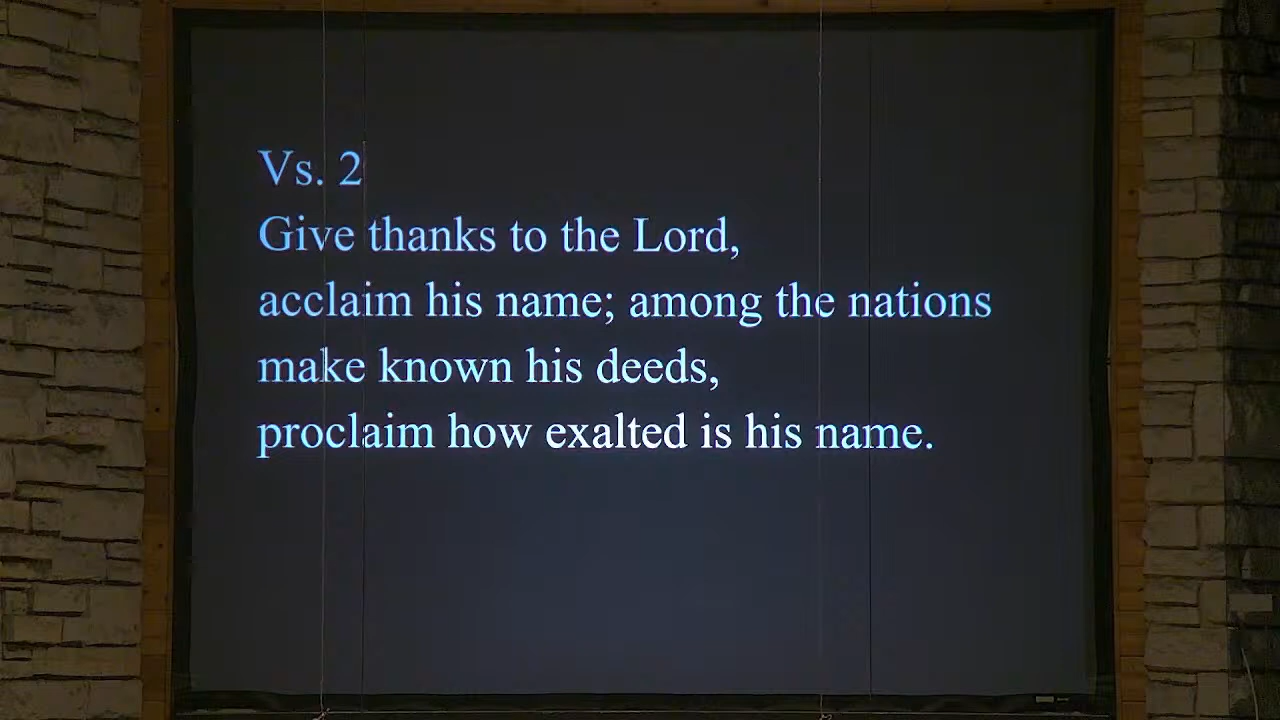 Vs. 2
Give thanks to the Lord,
acclaim his name; among the nations
make known his deeds,
proclaim how exalted is his name.